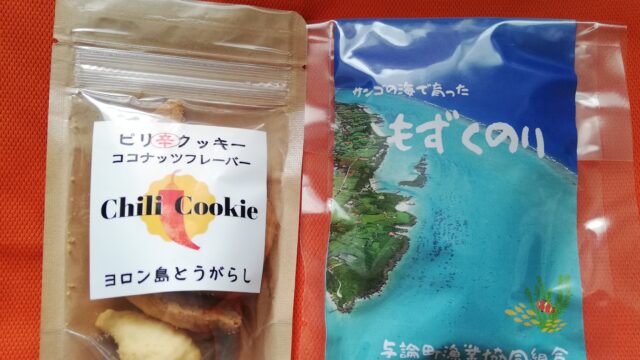 ピリ辛クッキー
ココナッツフレーバー
Chili Cookie
ヨロン島とうがらし
サンゴの海で育った
もずくのり
与論町漁業協同組合